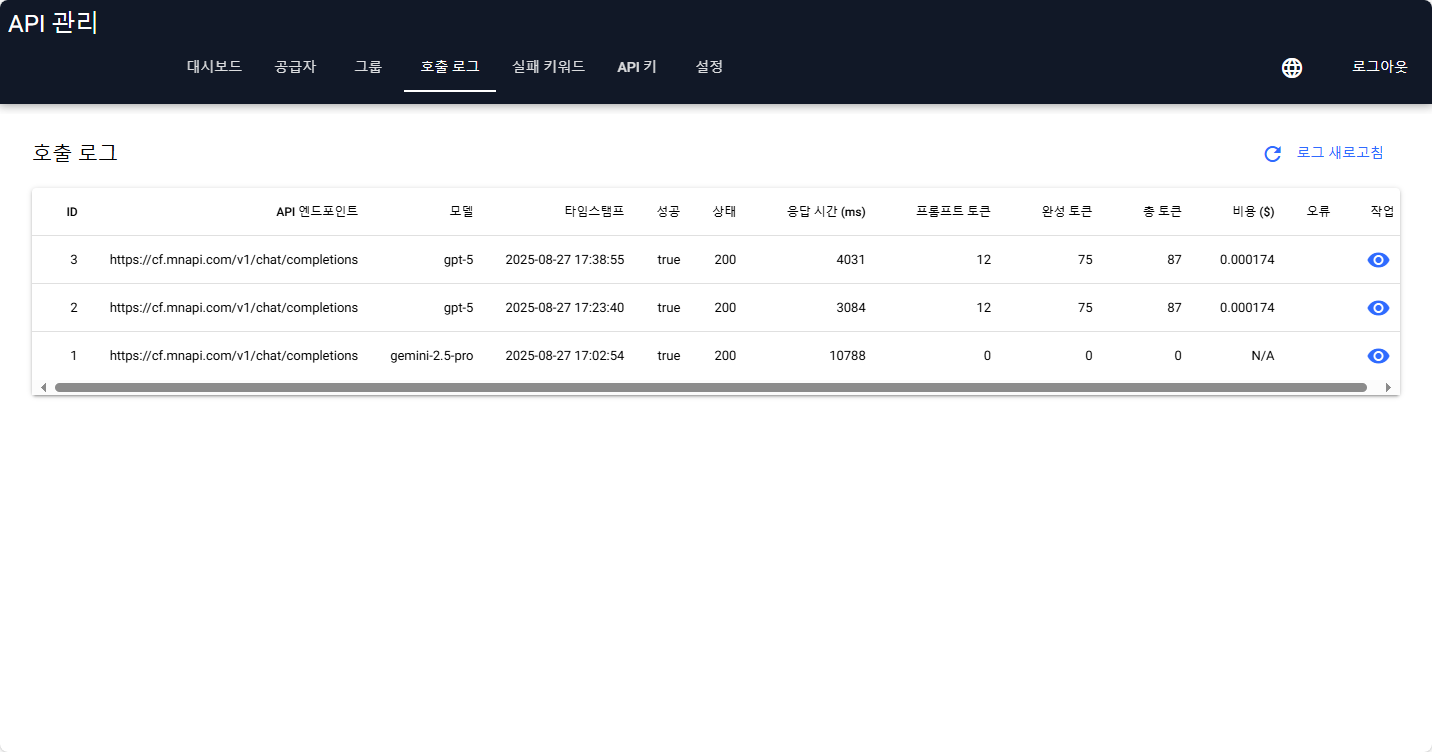 API 관리
대시보드 공급자 그룹 호출 로그 실패 키워드 API 키 설정 로그아웃
호출 로그 로그 새로고침
ID API 엔드포인트 모델 타임스탬프 성공 상태 응답 시간 (ms) 프롬프트 토큰 완성 토큰 총 토큰 비용 ($) 오류 작업
3 https://cf.mnapi.com/v1/chat/completions gpt-5 2025-08-27 17:38:55 true 200 4031 12 75 87 0.000174
2 https://cf.mnapi.com/v1/chat/completions gpt-5 2025-08-27 17:23:40 true 200 3084 12 75 87 0.000174
1 https://cf.mnapi.com/v1/chat/completions gemini-2.5-pro 2025-08-27 17:02:54 true 200 10788 0 0 0 N/A